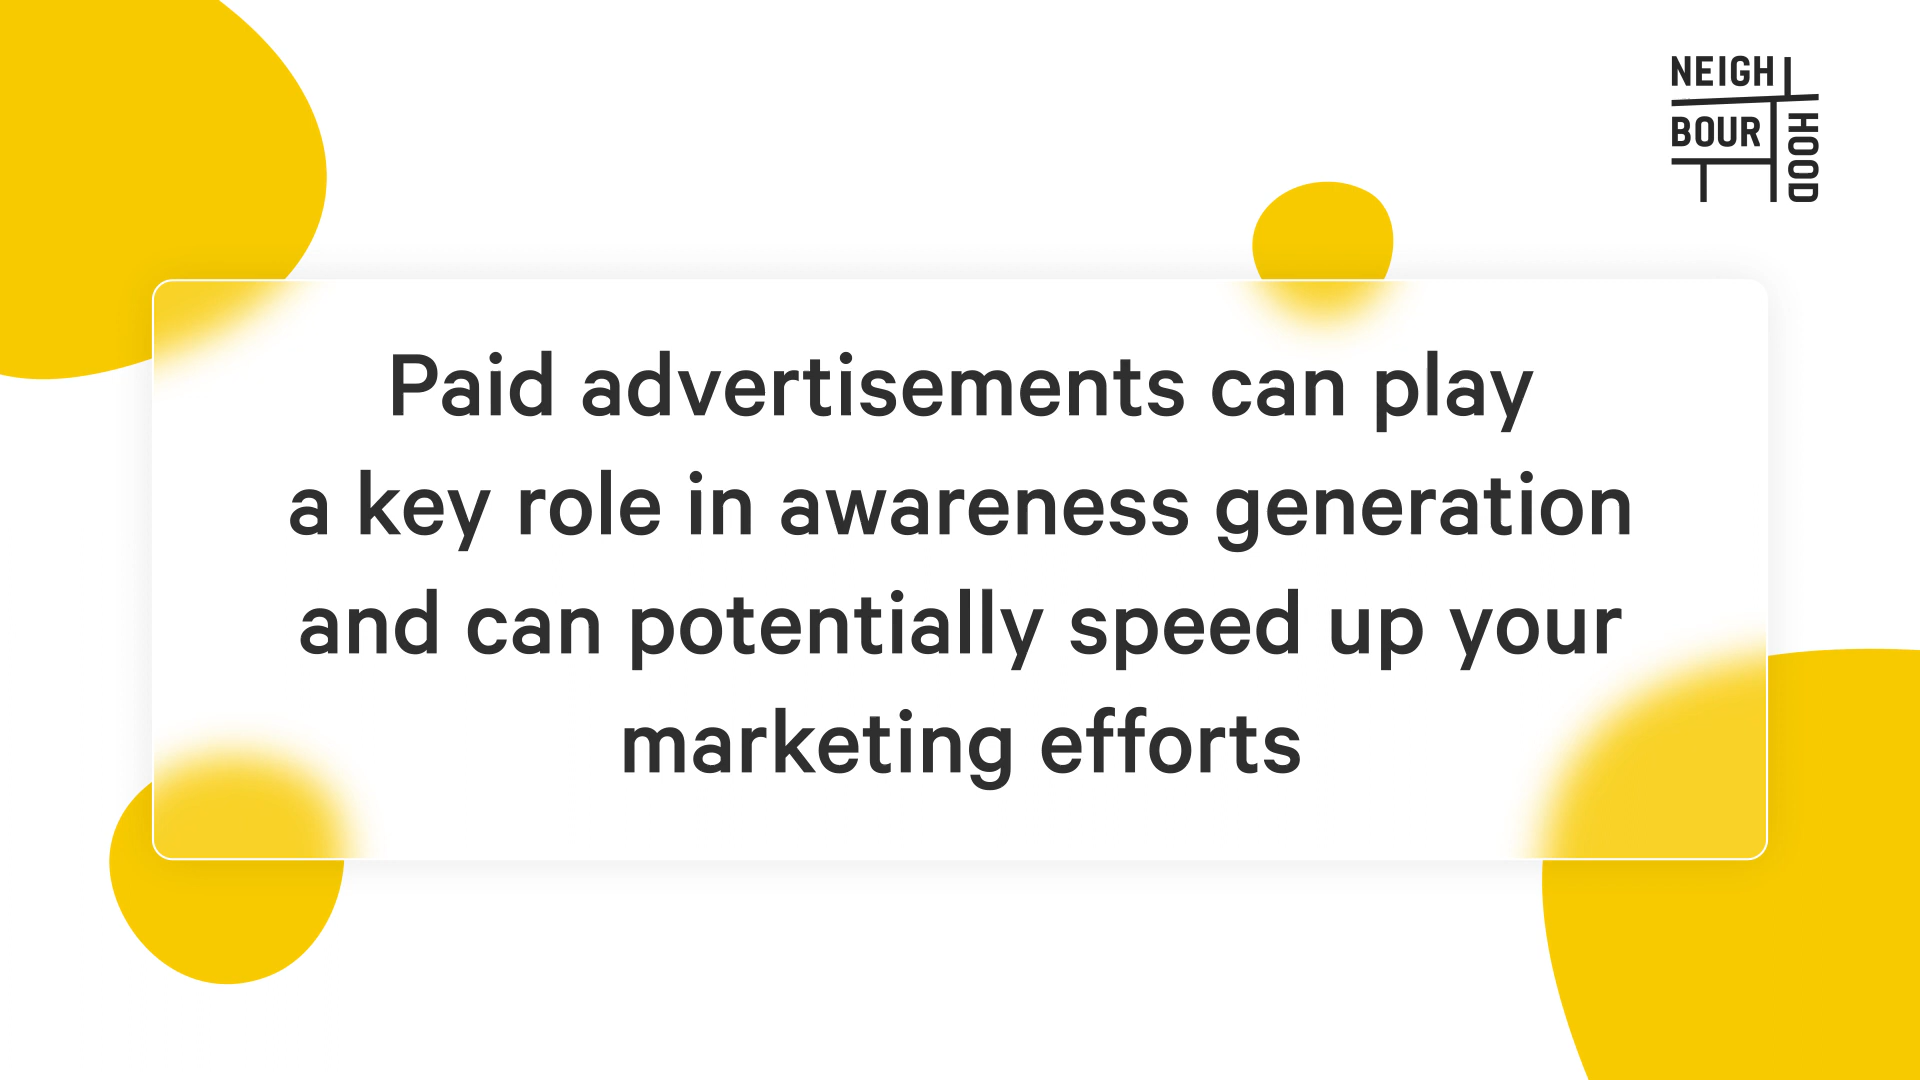 NEIGH
BOUR
HOOD
Paid advertisements can play
a key role in awareness generation
and can potentially speed up your
marketing efforts